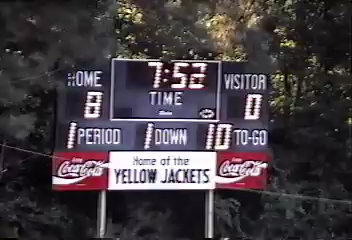 HOME 7:52 VISITOR
8 TIME 0
1 PERIOD 1 DOWN 10 TO-GO
Coca-Cola Home of the Coca-Cola
YELLOW JACKETS